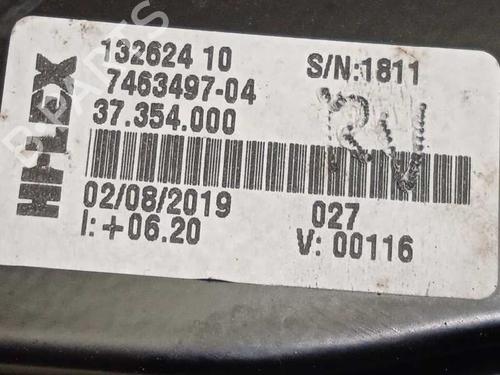 HI-LEX
132624 10
S/N:1811
7463497-04
37.354.000
02/08/2019
027
I:+06.20
V: 00116